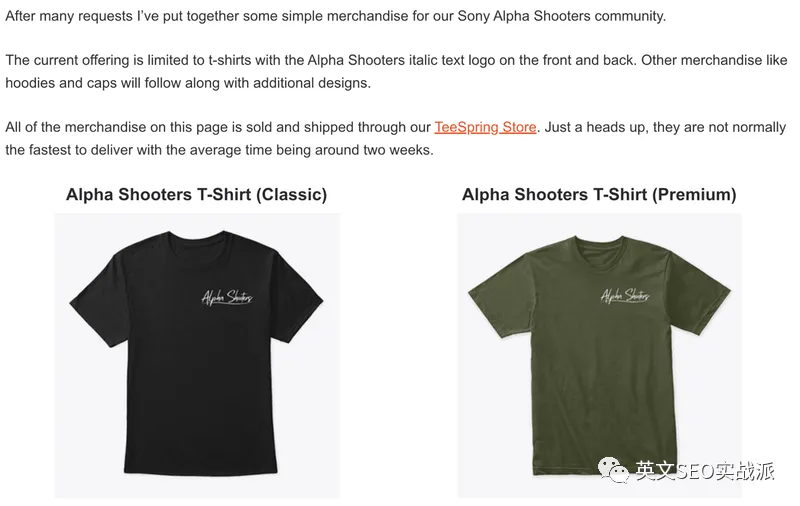 After many requests I've put together some simple merchandise for our Sony Alpha Shooters community.
The current offering is limited to t-shirts with the Alpha Shooters italic text logo on the front and back. Other merchandise like
hoodies and caps will follow along with additional designs.
All of the merchandise on this page is sold and shipped through our TeeSpring Store. Just a heads up, they are not normally
the fastest to deliver with the average time being around two weeks.
Alpha Shooters T-Shirt (Classic)
Alpha Shooters T-Shirt (Premium)
Alpha Shooters
Alpha Shooters
英文SEO实战派